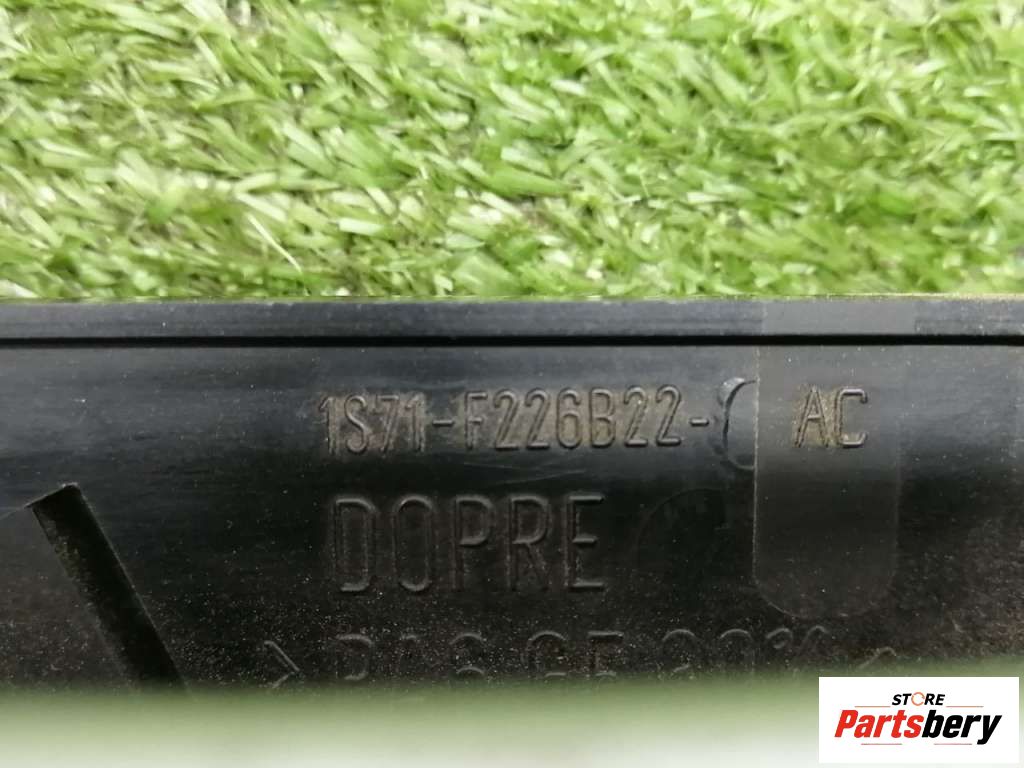 1S71-F226B22- AC
DOPRE
STORE
Partsbery